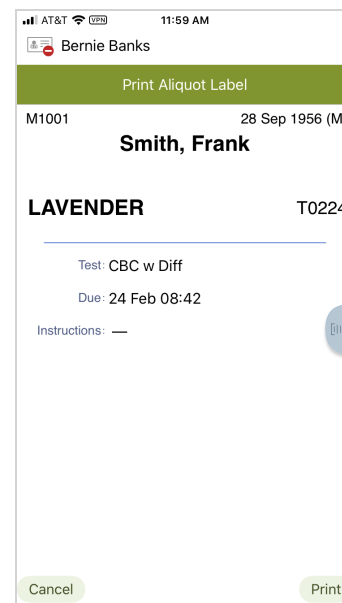 AT&T VPN 11:59 AM
Bernie Banks
Print Aliquot Label
M1001 28 Sep 1956 (M
Smith, Frank
LAVENDER T0224
Test: CBC w Diff
Due: 24 Feb 08:42
Instructions: —
Cancel Print